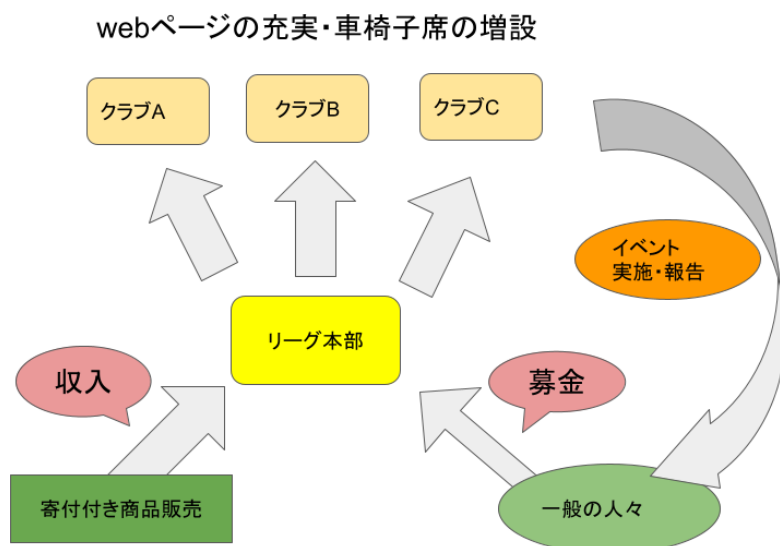 webページの充実・車椅子席の増設
クラブA
クラブB
クラブC
イベント
実施・報告
リーグ本部
収入
募金
寄付付き商品販売
一般の人々